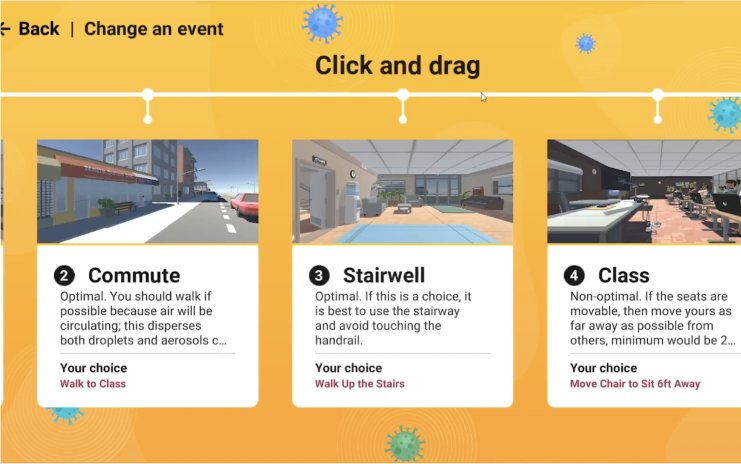 ← Back | Change an event
Click and drag
2 Commute
Optimal. You should walk if
possible because air will be
circulating; this disperses
both droplets and aerosols c...
Your choice
Walk to Class
3 Stairwell
Optimal. If this is a choice, it
is best to use the stairway
and avoid touching the
handrail.
Your choice
Walk Up the Stairs
4 Class
Non-optimal. If the seats are
movable, then move yours as
far away as possible from
others, minimum would be 2...
Your choice
Move Chair to Sit 6ft Away